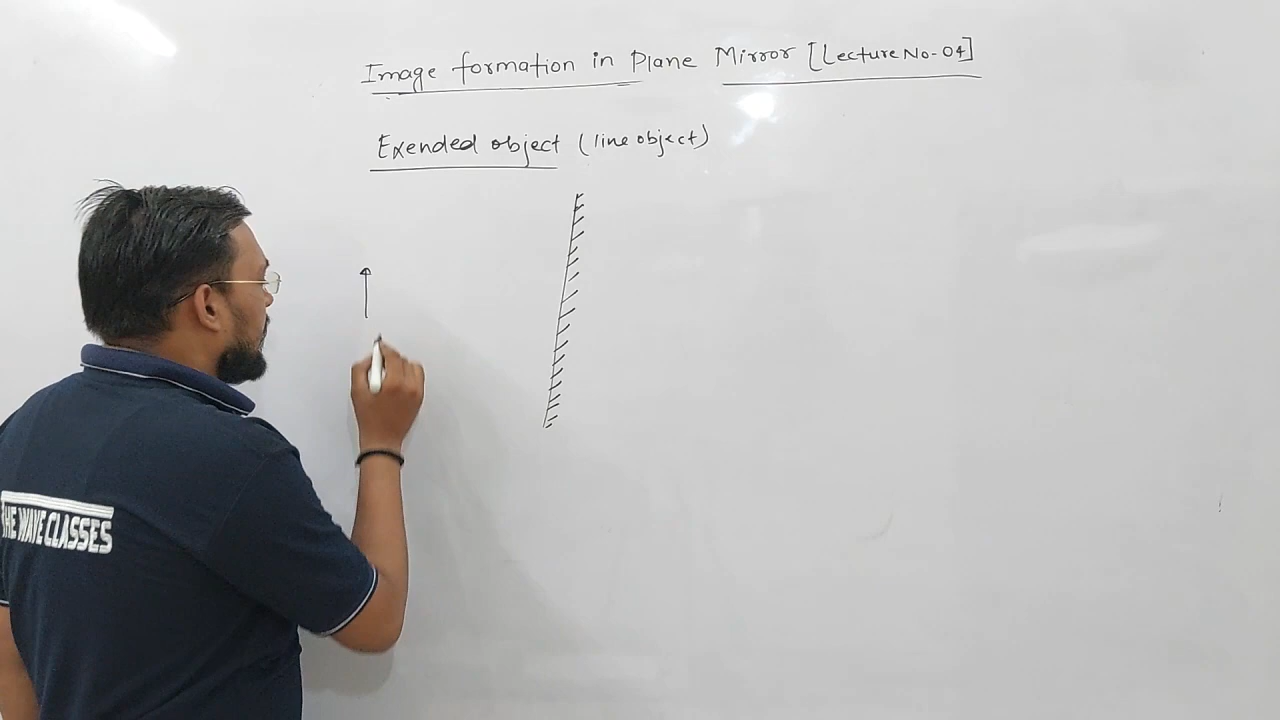 Image formation in Plane Mirror [Lecture No-04]
Exended object (line object)
THE WAVE CLASSES